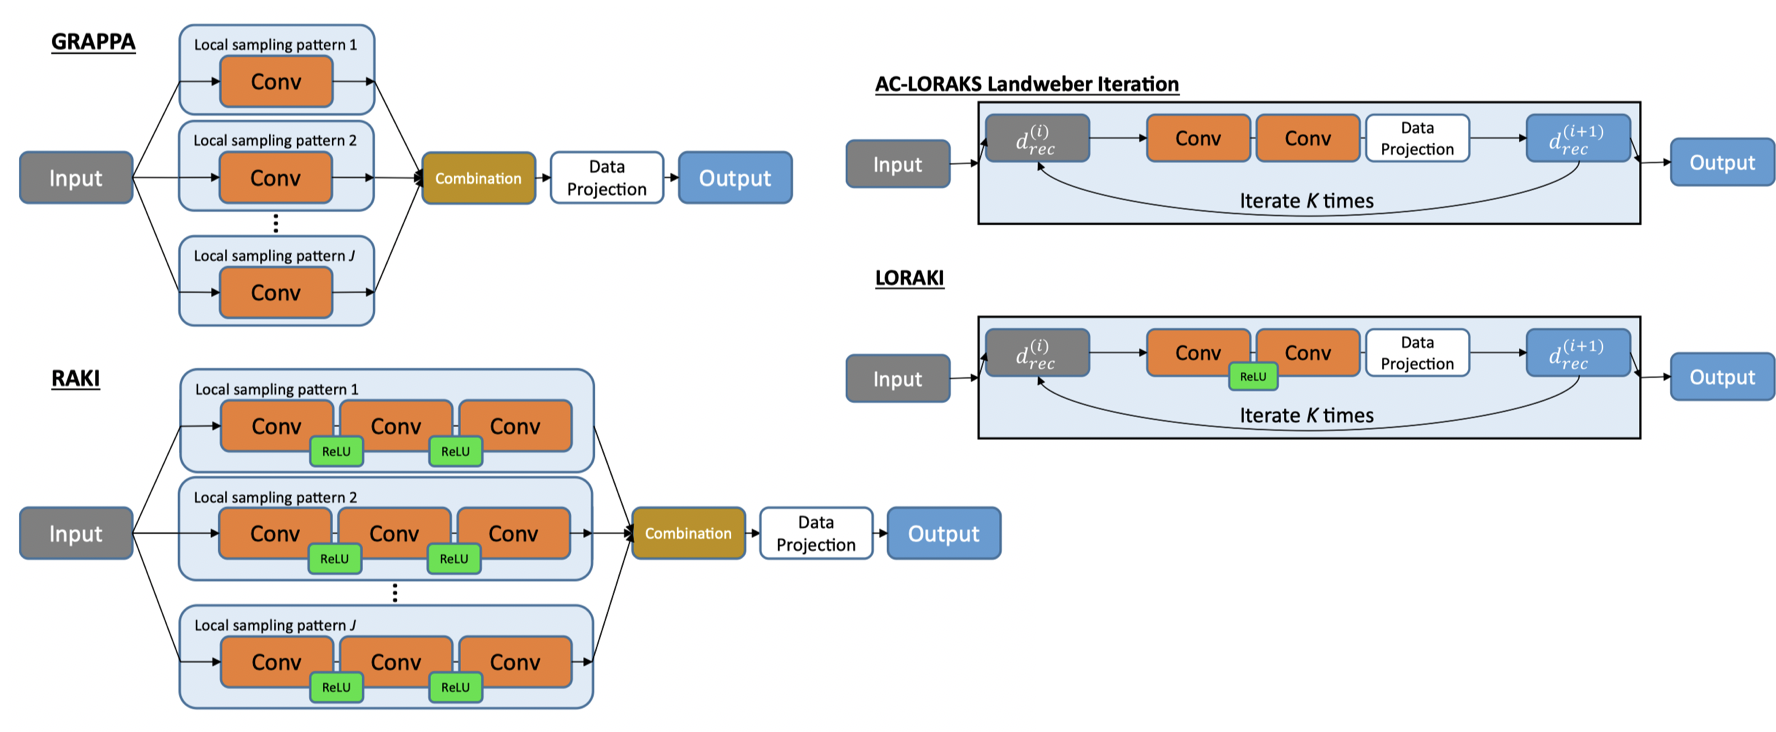 GRAPPA
Local sampling pattern 1
Conv
Local sampling pattern 2
Input
Conv
Combination
Data
Projection
Output
Local sampling pattern J
Conv
RAKI
Local sampling pattern 1
Conv Conv Conv
ReLU ReLU
Local sampling pattern 2
Input
Conv Conv Conv
ReLU ReLU
Combination
Data
Projection
Output
Local sampling pattern J
Conv Conv Conv
ReLU ReLU
AC-LORAKS Landweber Iteration
Input
$d_{rec}^{(i)}$
Conv Conv
Data
Projection
$d_{rec}^{(i+1)}$
Output
Iterate K times
LORAKI
Input
$d_{rec}^{(i)}$
Conv Conv
ReLU
Data
Projection
$d_{rec}^{(i+1)}$
Output
Iterate K times